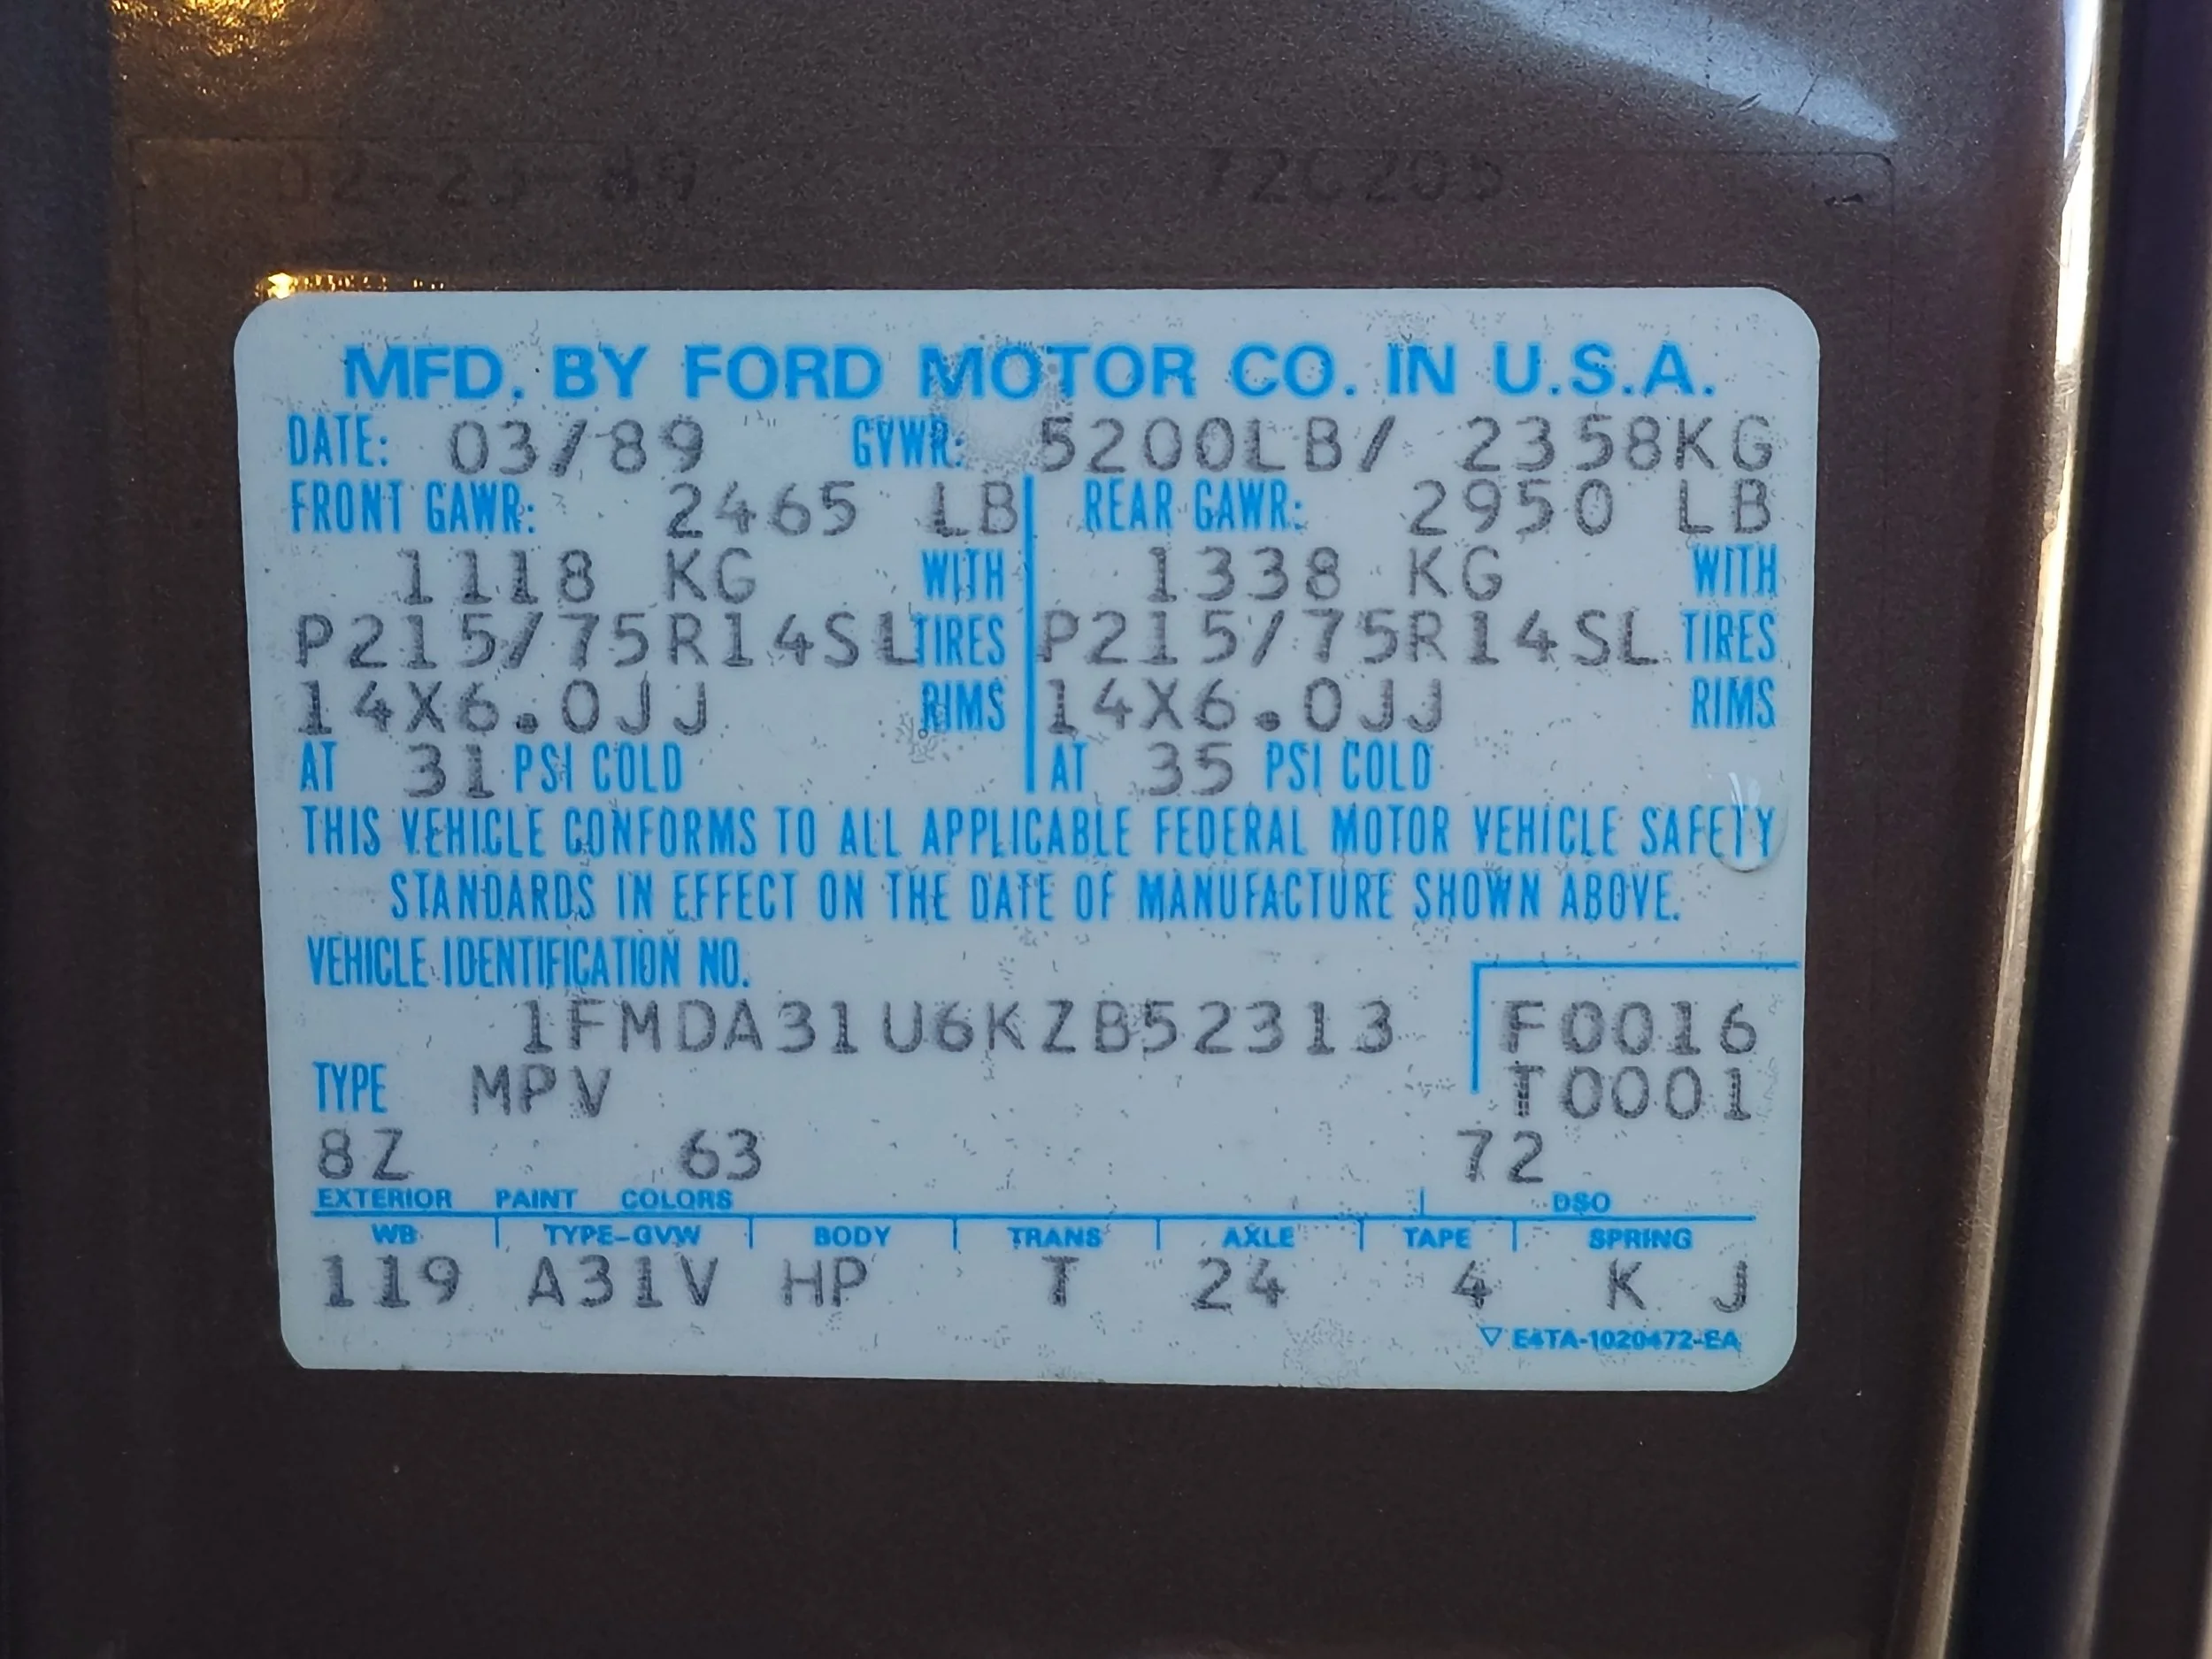 72C205
MFD. BY FORD MOTOR CO. IN U.S.A.
DATE: 03/89 GVWR: 5200LB/ 2358KG
FRONT GAWR: 2465 LB REAR GAWR: 2950 LB
1118 KG WITH 1338 KG WITH
P215/75R14SL TIRES P215/75R14SL TIRES
14X6.0JJ RIMS 14X6.0JJ RIMS
AT 31 PSI COLD AT 35 PSI COLD
THIS VEHICLE CONFORMS TO ALL APPLICABLE FEDERAL MOTOR VEHICLE SAFETY
STANDARDS IN EFFECT ON THE DATE OF MANUFACTURE SHOWN ABOVE.
VEHICLE IDENTIFICATION NO.
1FMDA31U6KZB52313 F0016
TYPE MPV T0001
8Z 63 72
EXTERIOR PAINT COLORS DSO
WB TYPE-GVW BODY TRANS AXLE TAPE SPRING
119 A31V HP T 24 4 K J
▽ E4TA-1020472-EA